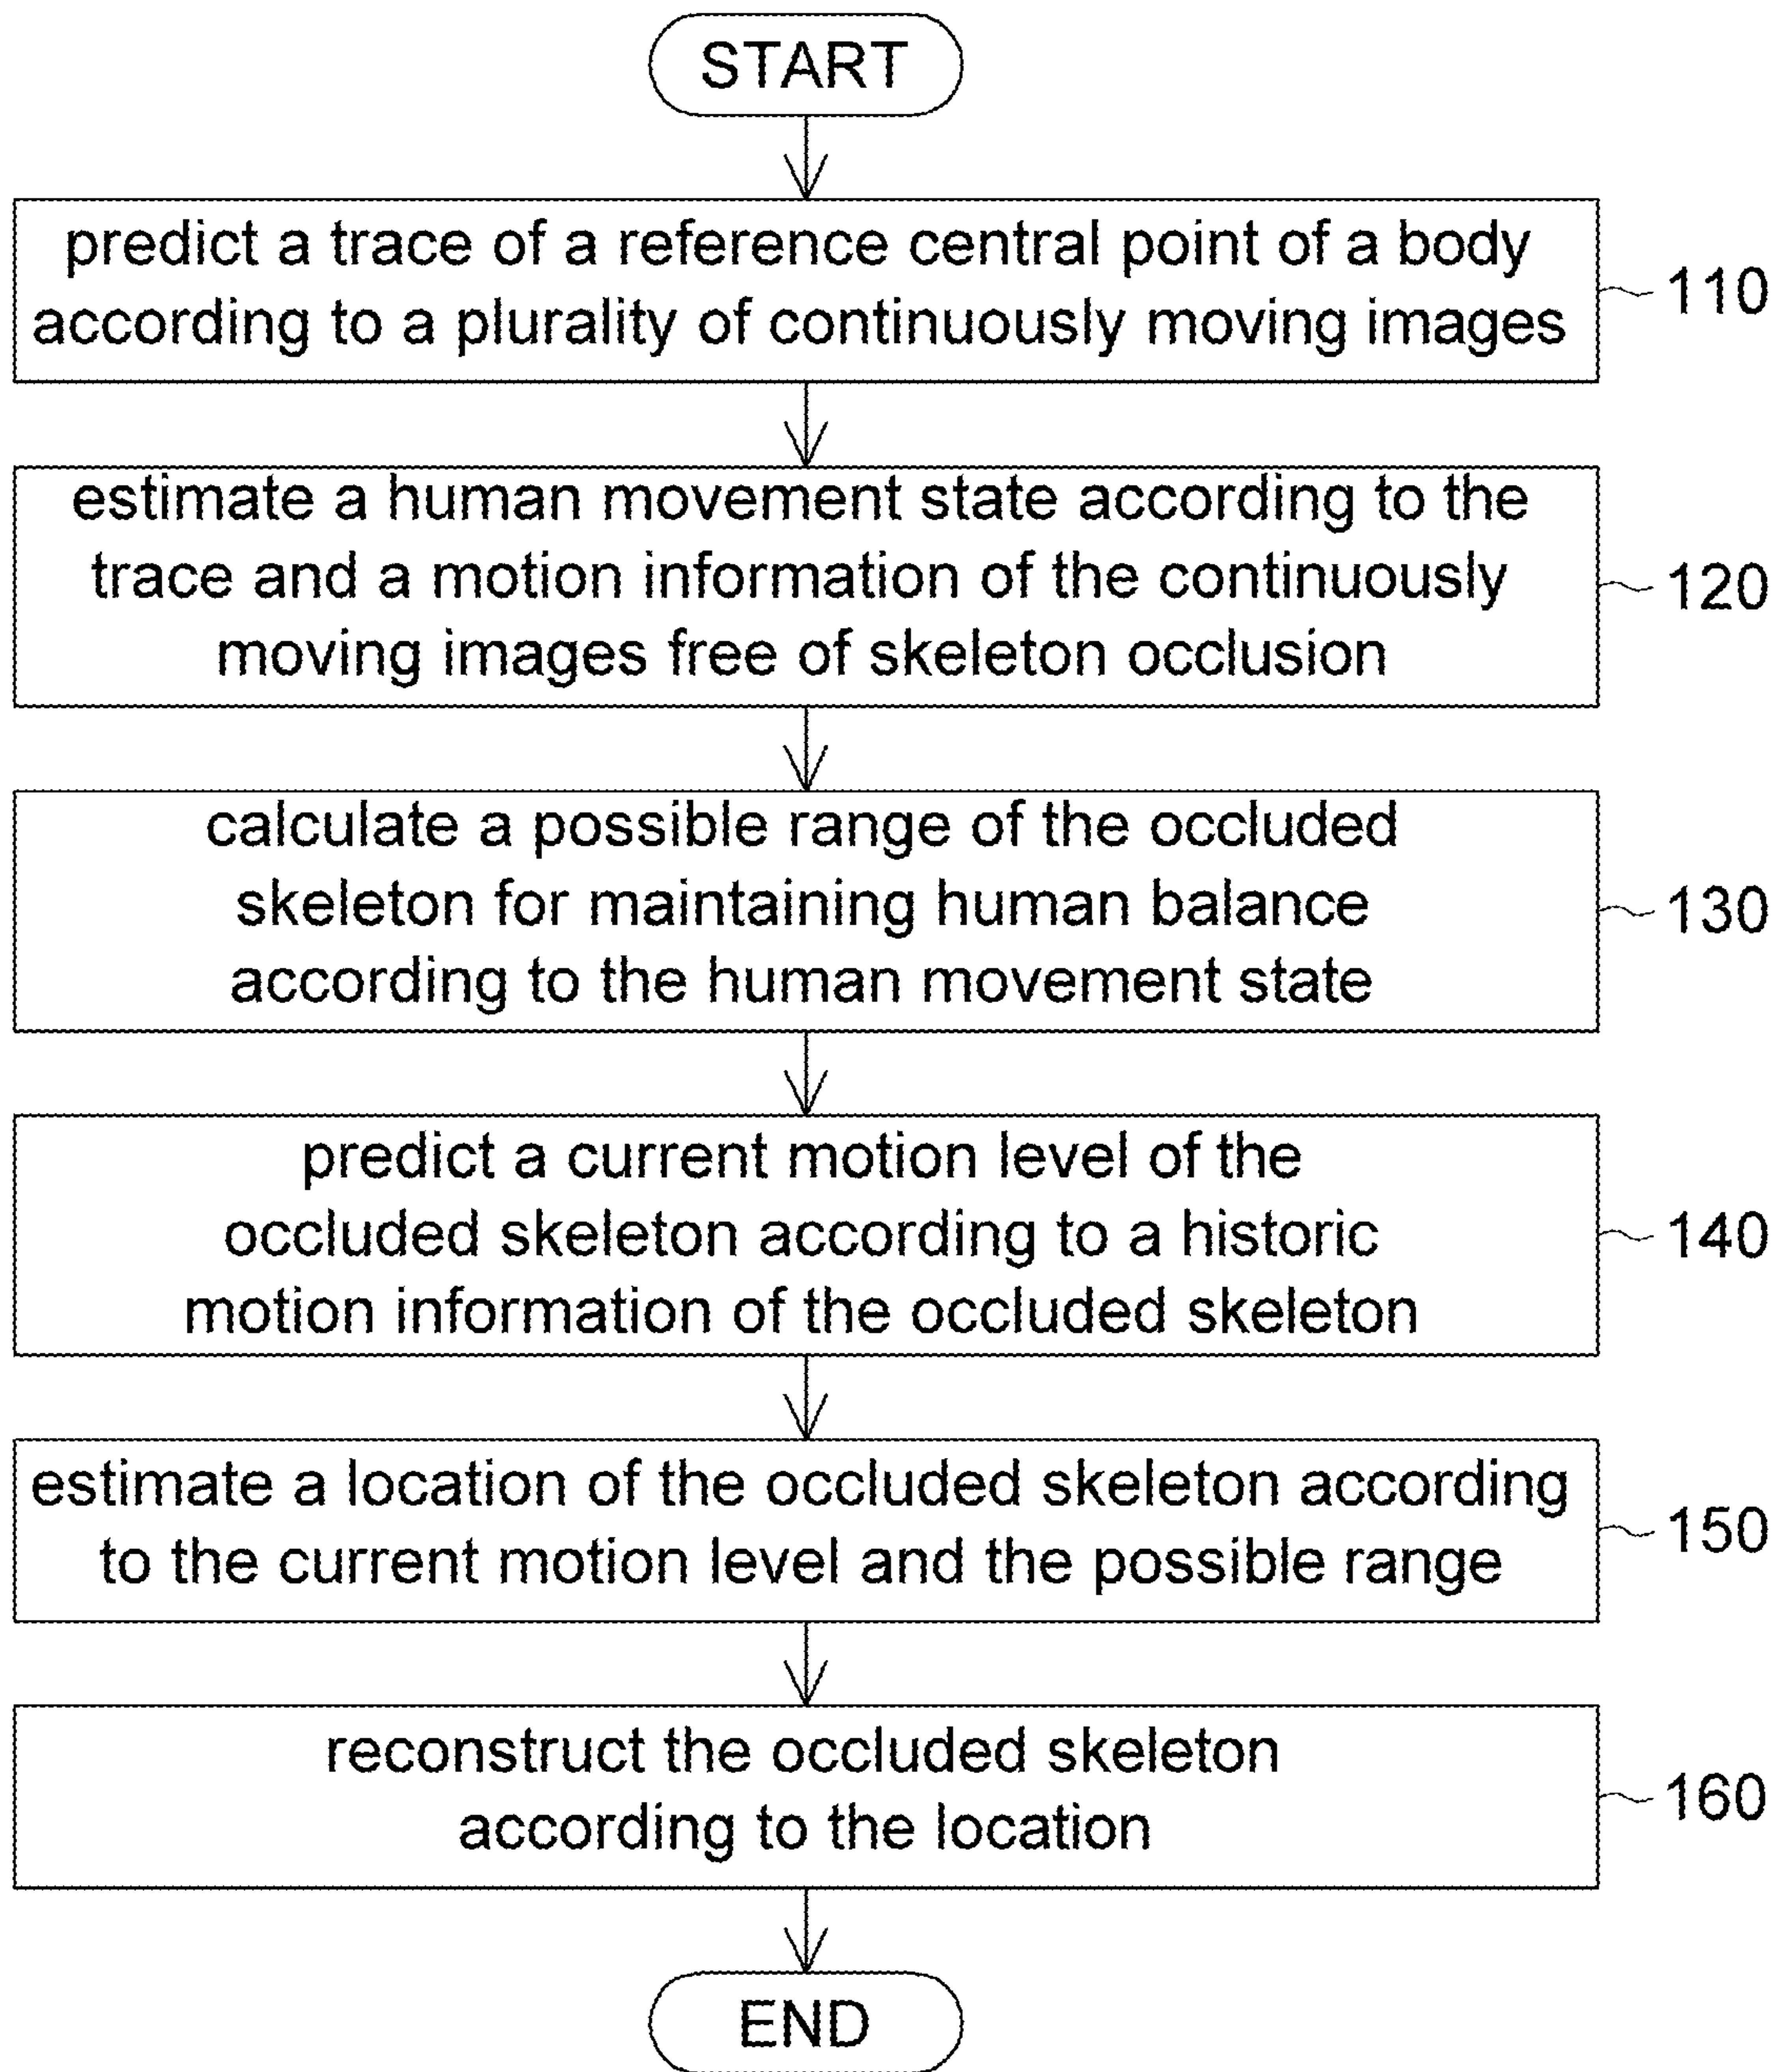 START
predict a trace of a reference central point of a body
according to a plurality of continuously moving images
110
estimate a human movement state according to the
trace and a motion information of the continuously
moving images free of skeleton occlusion
120
calculate a possible range of the occluded
skeleton for maintaining human balance
according to the human movement state
130
predict a current motion level of the
occluded skeleton according to a historic
motion information of the occluded skeleton
140
estimate a location of the occluded skeleton according
to the current motion level and the possible range
150
reconstruct the occluded skeleton
according to the location
160
END